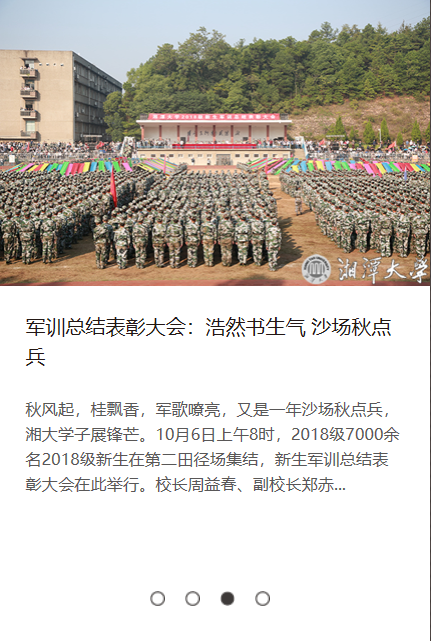 湘潭大学
军训总结表彰大会：浩然书生气 沙场秋点
兵
秋风起，桂飘香，军歌嘹亮，又是一年沙场秋点兵，
湘大学子展锋芒。10月6日上午8时，2018级7000余
名2018级新生在第二田径场集结，新生军训总结表
彰大会在此举行。校长周益春、副校长郑赤...